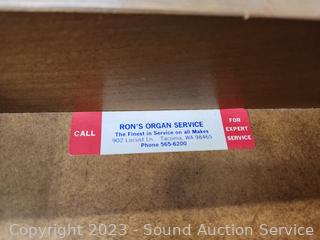 CALL
RON'S ORGAN SERVICE
The Finest in Service on all Makes
902 Locust Ln. Tacoma, WA 98465
Phone 565-6200
FOR
EXPERT
SERVICE
Copyright 2023 - Sound Auction Service